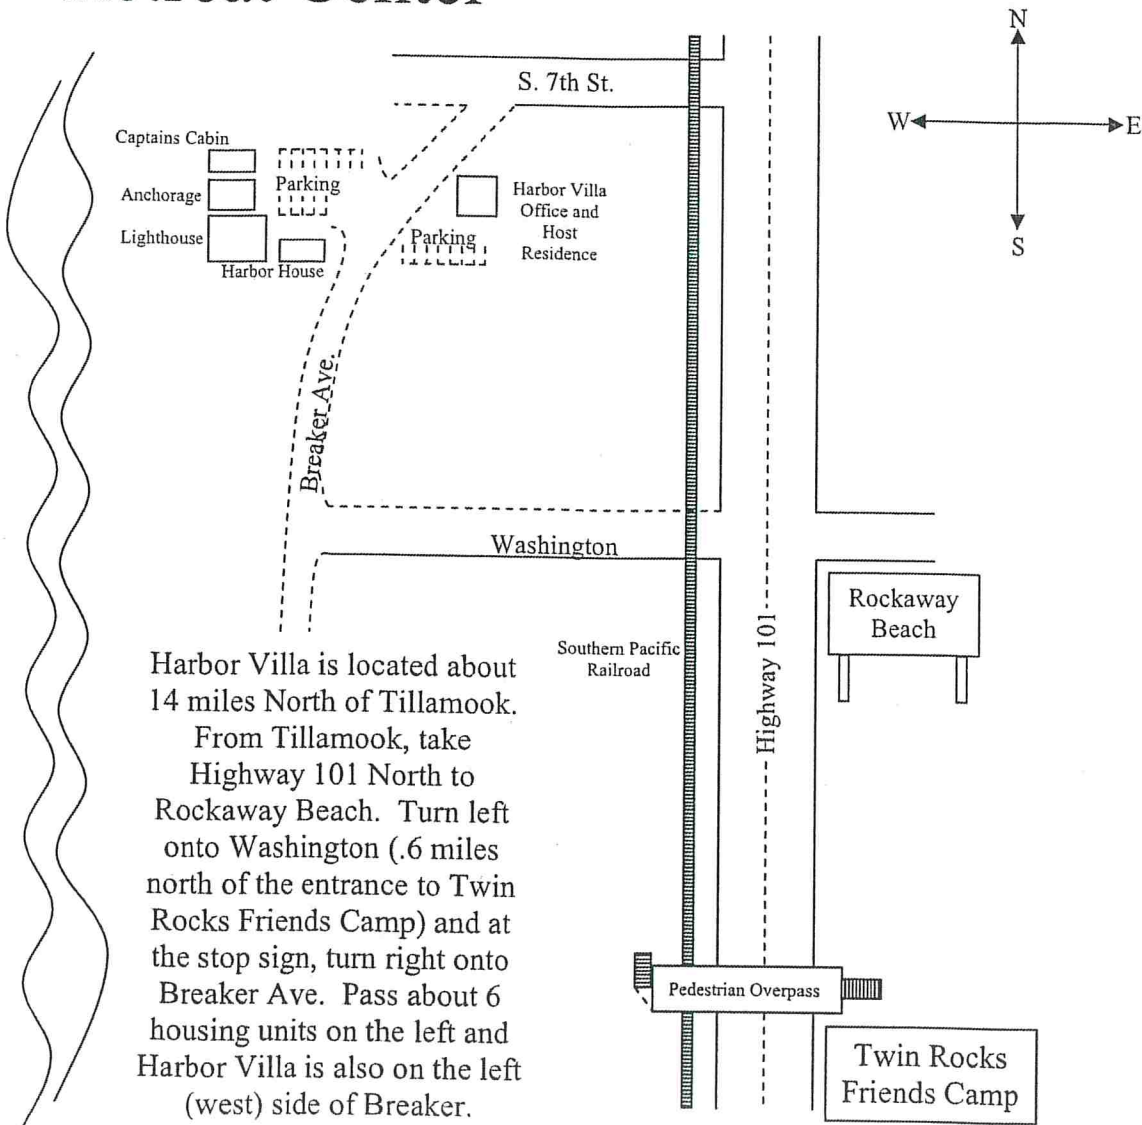 S. 7th St.
N
W
E
S
Captains Cabin
Parking
Anchorage
Lighthouse
Harbor House
Parking
Harbor Villa
Office and
Host
Residence
Breaker Ave.
Washington
Rockaway
Beach
Southern Pacific
Railroad
Highway 101
Harbor Villa is located about
14 miles North of Tillamook.
From Tillamook, take
Highway 101 North to
Rockaway Beach. Turn left
onto Washington (.6 miles
north of the entrance to Twin
Rocks Friends Camp) and at
the stop sign, turn right onto
Breaker Ave. Pass about 6
housing units on the left and
Harbor Villa is also on the left
(west) side of Breaker.
Pedestrian Overpass
Twin Rocks
Friends Camp